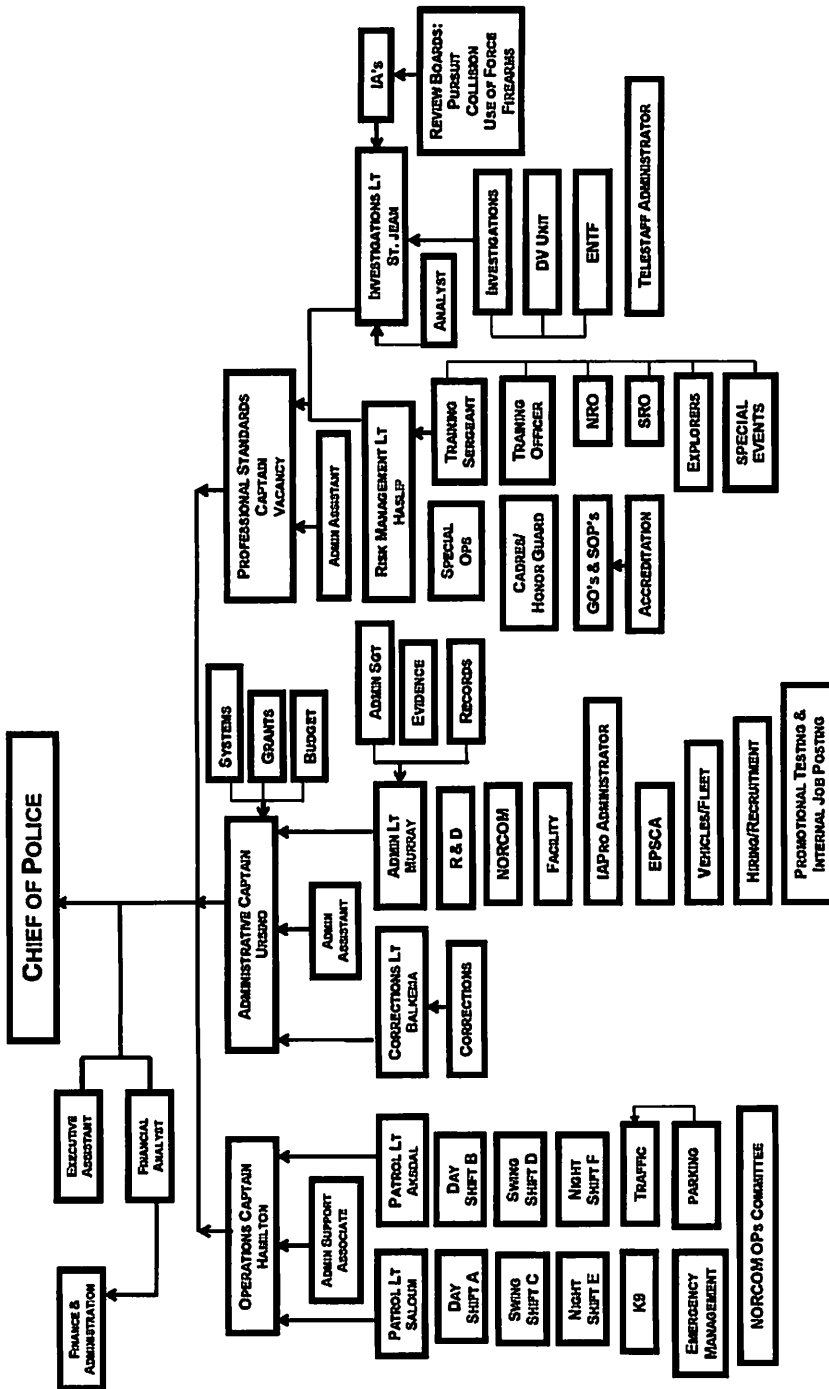 CHIEF OF POLICE
FINANCE &
ADMINISTRATION
EXECUTIVE
ASSISTANT
FINANCIAL
ANALYST
OPERATIONS CAPTAIN
HAMILTON
ADMIN SUPPORT
ASSOCIATE
PATROL LT
SALOUM
DAY
SHIFT A
SWING
SHIFT C
NIGHT
SHIFT E
K9
EMERGENCY
MANAGEMENT
PATROL LT
AKSDAL
DAY
SHIFT B
SWING
SHIFT D
NIGHT
SHIFT F
TRAFFIC
PARKING
NORCOM OPS COMMITTEE
ADMINISTRATIVE CAPTAIN
URSINO
SYSTEMS
GRANTS
BUDGET
ADMIN
ASSISTANT
CORRECTIONS LT
BALKEMA
CORRECTIONS
ADMIN LT
MURRAY
ADMIN SGT
EVIDENCE
RECORDS
R & D
NORCOM
FACILITY
IAPRO ADMINISTRATOR
EPSCA
VEHICLES/FLEET
HIRING/RECRUITMENT
PROMOTIONAL TESTING &
INTERNAL JOB POSTING
PROFESSIONAL STANDARDS
CAPTAIN
VACANCY
ADMIN ASSISTANT
RISK MANAGEMENT LT
HASLIP
SPECIAL
OPS
CADRES/
HONOR GUARD
GO'S & SOP'S
ACCREDITATION
TRAINING
SERGEANT
TRAINING
OFFICER
NRO
SRO
EXPLORERS
SPECIAL
EVENTS
INVESTIGATIONS LT
ST. JEAN
ANALYST
INVESTIGATIONS
DV UNIT
ENTF
TELESTAFF ADMINISTRATOR
IA'S
REVIEW BOARDS:
PURSUIT
COLLISION
USE OF FORCE
FIREARMS